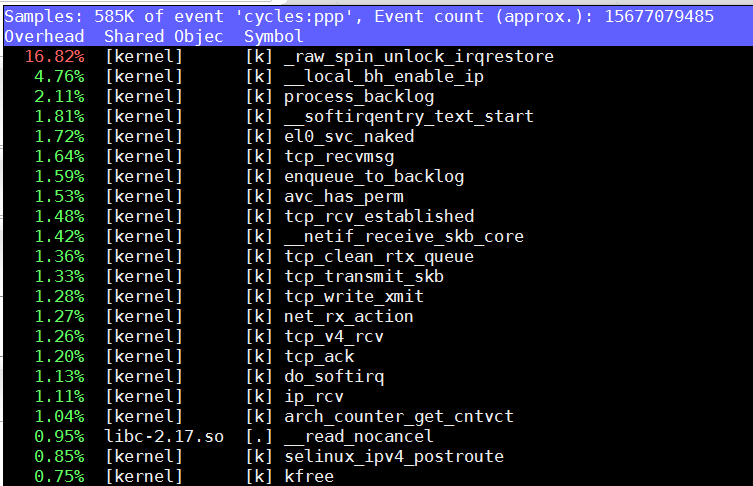 Samples: 585K of event 'cycles:ppp', Event count (approx.): 15677079485
Overhead  Shared Objec  Symbol
16.82%  [kernel]      [k] _raw_spin_unlock_irqrestore
4.76%  [kernel]      [k] __local_bh_enable_ip
2.11%  [kernel]      [k] process_backlog
1.81%  [kernel]      [k] __softirqentry_text_start
1.72%  [kernel]      [k] el0_svc_naked
1.64%  [kernel]      [k] tcp_recvmsg
1.59%  [kernel]      [k] enqueue_to_backlog
1.53%  [kernel]      [k] avc_has_perm
1.48%  [kernel]      [k] tcp_rcv_established
1.42%  [kernel]      [k] __netif_receive_skb_core
1.36%  [kernel]      [k] tcp_clean_rtx_queue
1.33%  [kernel]      [k] tcp_transmit_skb
1.28%  [kernel]      [k] tcp_write_xmit
1.27%  [kernel]      [k] net_rx_action
1.26%  [kernel]      [k] tcp_v4_rcv
1.20%  [kernel]      [k] tcp_ack
1.13%  [kernel]      [k] do_softirq
1.11%  [kernel]      [k] ip_rcv
1.04%  [kernel]      [k] arch_counter_get_cntvct
0.95%  libc-2.17.so  [.] __read_nocancel
0.85%  [kernel]      [k] selinux_ipv4_postroute
0.75%  [kernel]      [k] kfree